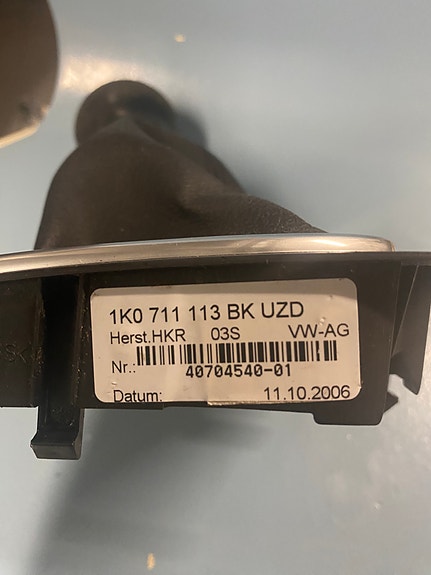 1K0 711 113 BK UZD
Herst.HKR 03S VW-AG
Nr.:
40704540-01
Datum: 11.10.2006